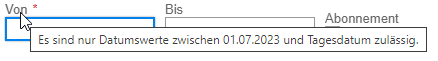 Von * Bis
Abonnement
Es sind nur Datumswerte zwischen 01.07.2023 und Tagesdatum zulässig.